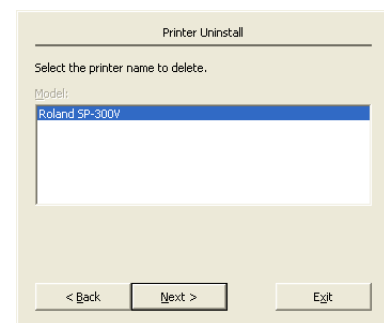 Printer Uninstall
Select the printer name to delete.
Model:
Roland SP-300V
< Back Next > Exit